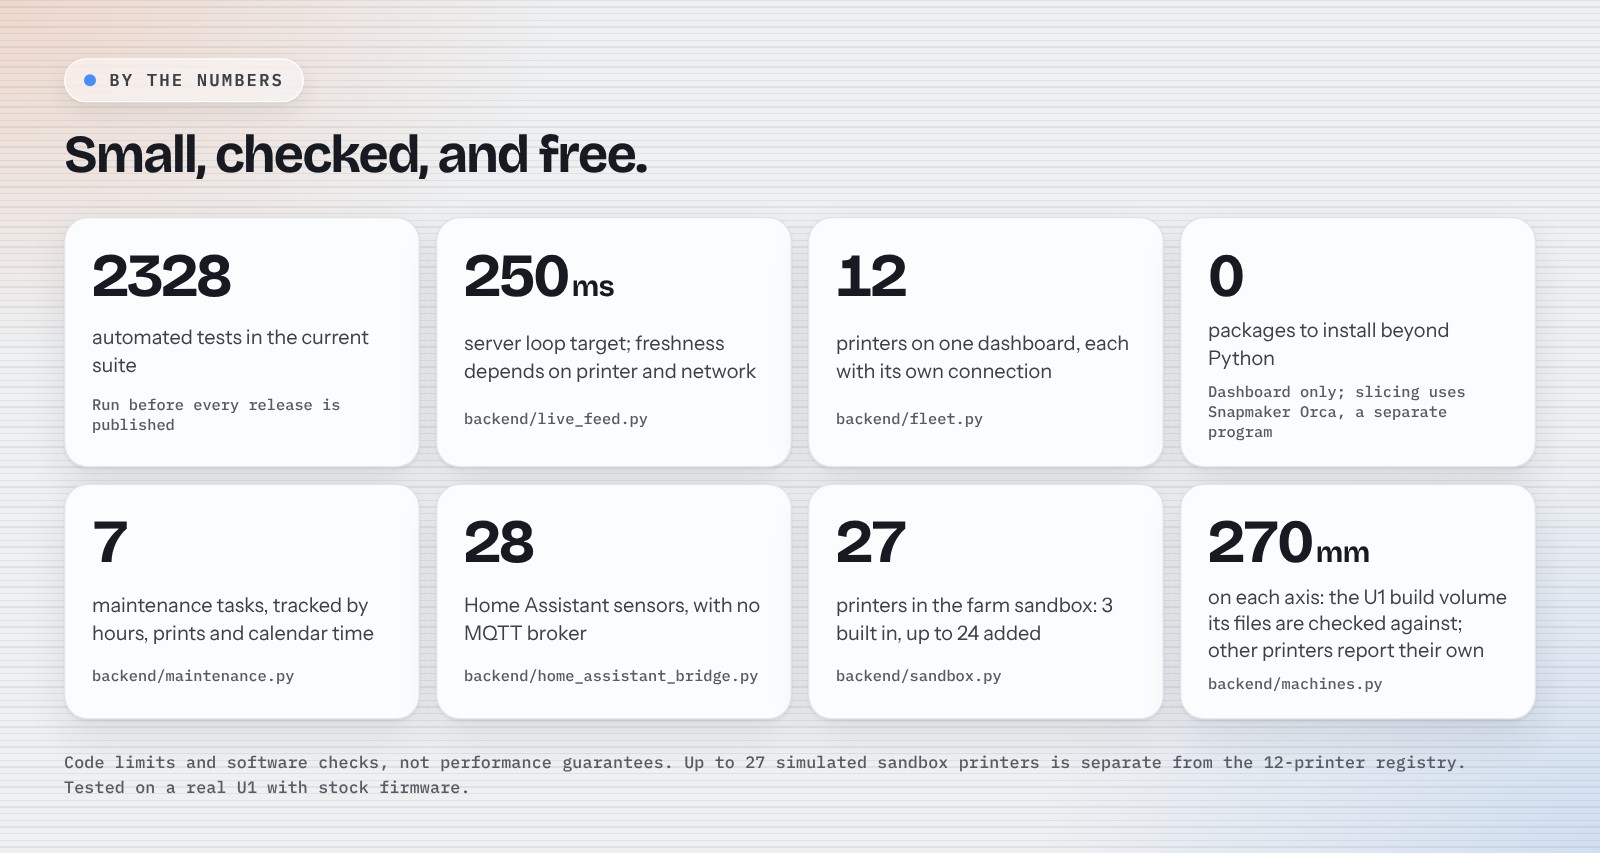 BY THE NUMBERS
Small, checked, and free.
2328
automated tests in the current
suite
Run before every release is
published
250ms
server loop target; freshness
depends on printer and network
backend/live_feed.py
12
printers on one dashboard, each
with its own connection
backend/fleet.py
0
packages to install beyond
Python
Dashboard only; slicing uses
Snapmaker Orca, a separate
program
7
maintenance tasks, tracked by
hours, prints and calendar time
backend/maintenance.py
28
Home Assistant sensors, with no
MQTT broker
backend/home_assistant_bridge.py
27
printers in the farm sandbox: 3
built in, up to 24 added
backend/sandbox.py
270mm
on each axis: the U1 build volume
its files are checked against;
other printers report their own
backend/machines.py
Code limits and software checks, not performance guarantees. Up to 27 simulated sandbox printers is separate from the 12-printer registry.
Tested on a real U1 with stock firmware.